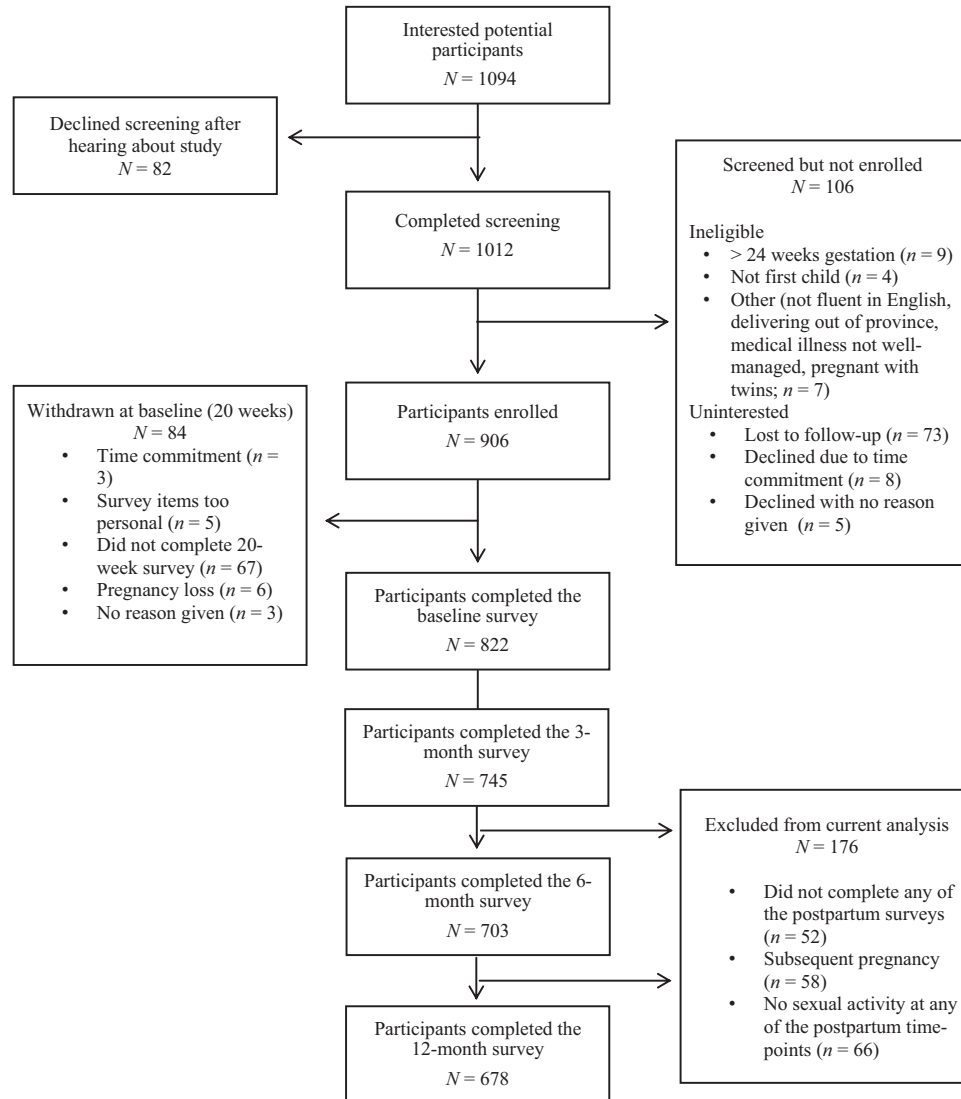 Interested potential
participants
N = 1094
Declined screening after
hearing about study
N = 82
Screened but not enrolled
N = 106
Ineligible
• > 24 weeks gestation (n = 9)
• Not first child (n = 4)
• Other (not fluent in English,
delivering out of province,
medical illness not well-
managed, pregnant with
twins; n = 7)
Uninterested
• Lost to follow-up (n = 73)
• Declined due to time
commitment (n = 8)
• Declined with no reason
given (n = 5)
Completed screening
N = 1012
Participants enrolled
N = 906
Withdrawn at baseline (20 weeks)
N = 84
• Time commitment (n =
3)
• Survey items too
personal (n = 5)
• Did not complete 20-
week survey (n = 67)
• Pregnancy loss (n = 6)
• No reason given (n = 3)
Participants completed the
baseline survey
N = 822
Participants completed the 3-
month survey
N = 745
Excluded from current analysis
N = 176
• Did not complete any of
the postpartum surveys
(n = 52)
• Subsequent pregnancy
(n = 58)
• No sexual activity at any
of the postpartum time-
points (n = 66)
Participants completed the 6-
month survey
N = 703
Participants completed the
12-month survey
N = 678